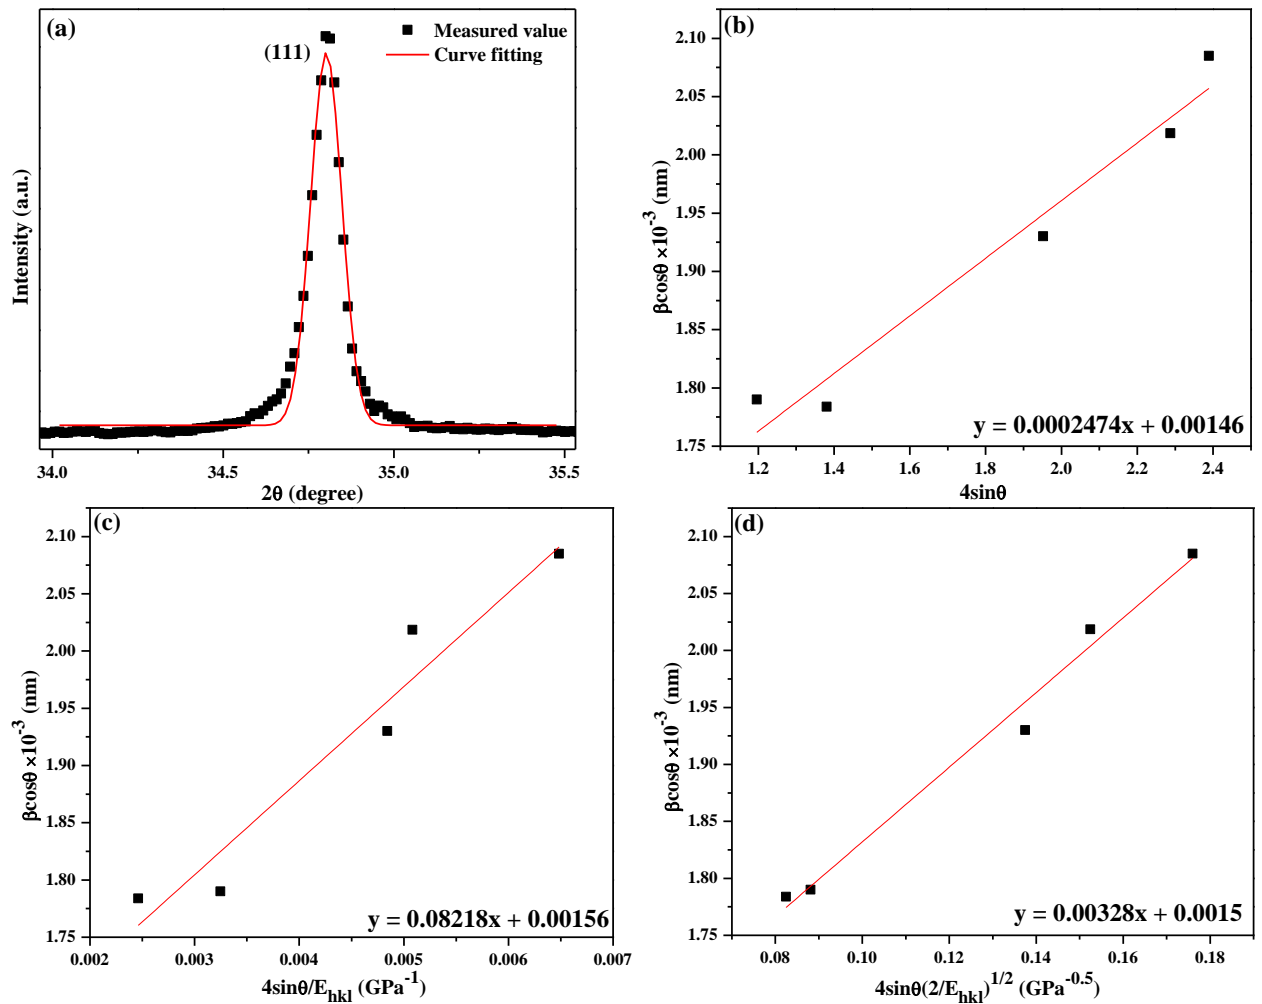 (a)
Measured value
Curve fitting
(111)
Intensity (a.u.)
34.0 34.5 35.0 35.5
2θ (degree)
(b)
2.10
2.05
2.00
1.95
1.90
1.85
1.80
1.75
βcosθ ×10⁻³ (nm)
y = 0.0002474x + 0.00146
1.2 1.4 1.6 1.8 2.0 2.2 2.4
4sinθ
(c)
2.10
2.05
2.00
1.95
1.90
1.85
1.80
1.75
βcosθ ×10⁻³ (nm)
y = 0.08218x + 0.00156
0.002 0.003 0.004 0.005 0.006 0.007
4sinθ/E_hkl (GPa⁻¹)
(d)
2.10
2.05
2.00
1.95
1.90
1.85
1.80
1.75
βcosθ ×10⁻³ (nm)
y = 0.00328x + 0.0015
0.08 0.10 0.12 0.14 0.16 0.18
4sinθ(2/E_hkl)^1/2 (GPa^-0.5)